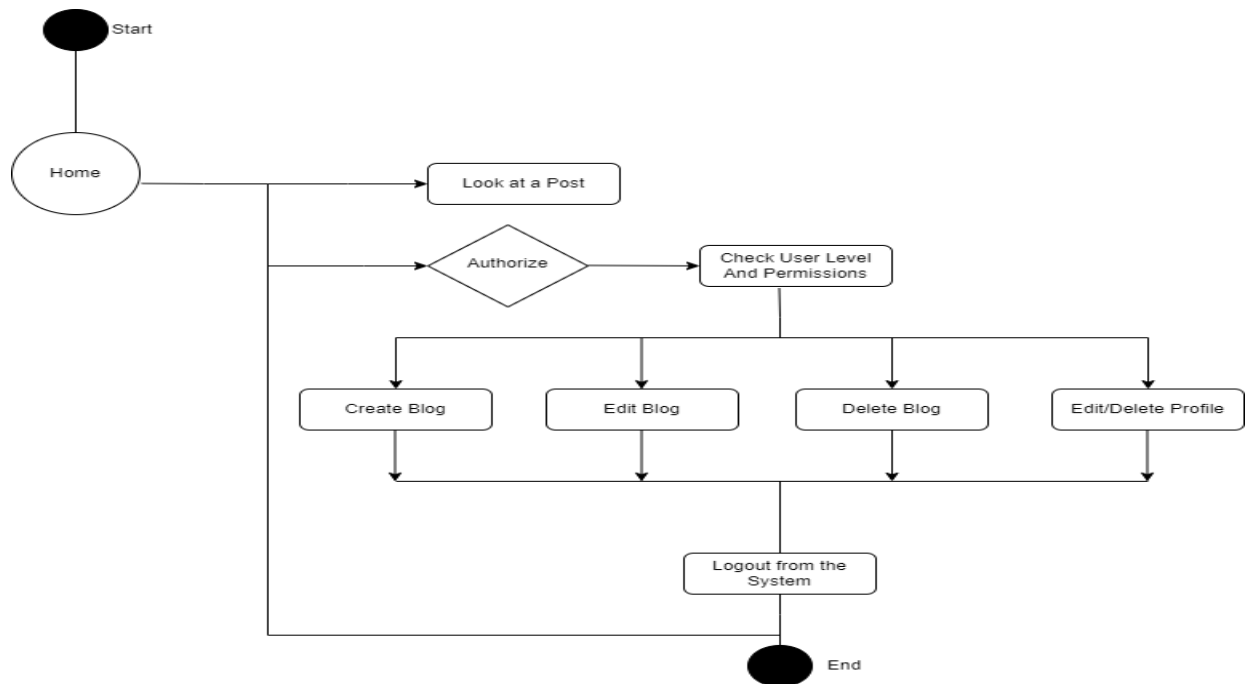 Start
Home
Look at a Post
Authorize
Check User Level
And Permissions
Create Blog
Edit Blog
Delete Blog
Edit/Delete Profile
Logout from the
System
End